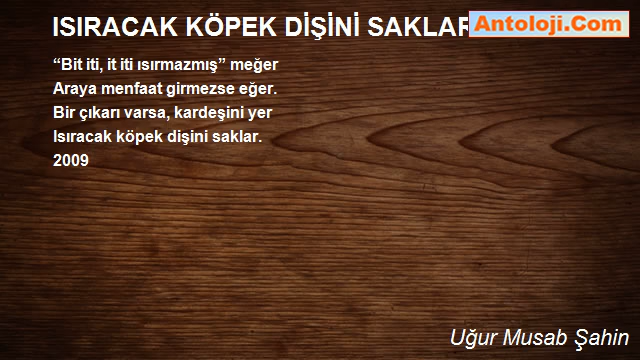 ISIRACAK KÖPEK DİŞİNİ SAKLAR
Antoloji.Com
“Bit iti, it iti ısırmazmış” meğer
Araya menfaat girmezse eğer.
Bir çıkarı varsa, kardeşini yer
Isıracak köpek dişini saklar.
2009
Uğur Musab Şahin